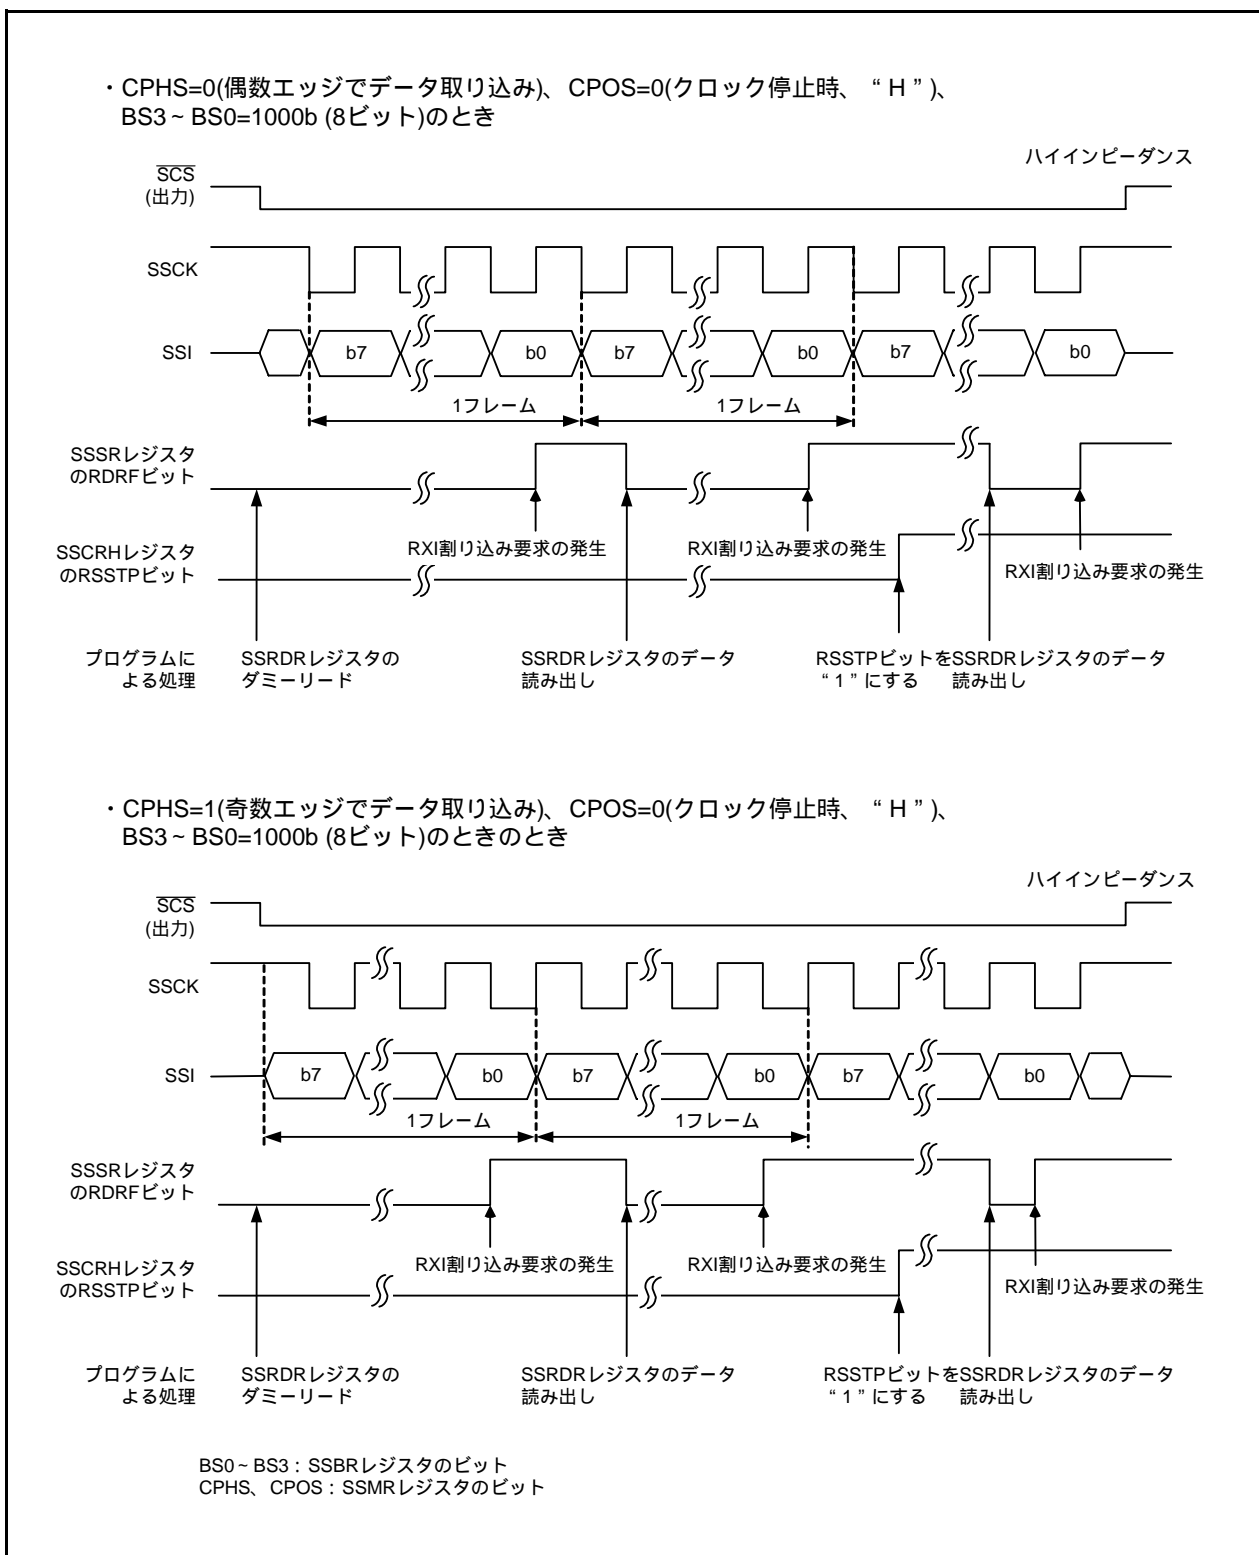 ・CPHS=0(偶数エッジでデータ取り込み)、CPOS=0(クロック停止時、“H”)、
BS3~BS0=1000b (8ビット)のとき
ハイインピーダンス
SCS
(出力)
SSCK
SSI
b7
b0
b7
b0
b7
b0
1フレーム
1フレーム
SSSRレジスタ
のRDRFビット
RXI割り込み要求の発生
RXI割り込み要求の発生
SSCRHレジスタ
のRSSTPビット
RXI割り込み要求の発生
プログラムに
よる処理
SSRDRレジスタの
ダミーリード
SSRDRレジスタのデータ
読み出し
RSSTPビットを
“1”にする
SSRDRレジスタのデータ
読み出し
・CPHS=1(奇数エッジでデータ取り込み)、CPOS=0(クロック停止時、“H”)、
BS3~BS0=1000b (8ビット)のときのとき
ハイインピーダンス
SCS
(出力)
SSCK
SSI
b7
b0
b7
b0
b7
b0
1フレーム
1フレーム
SSSRレジスタ
のRDRFビット
RXI割り込み要求の発生
RXI割り込み要求の発生
SSCRHレジスタ
のRSSTPビット
RXI割り込み要求の発生
プログラムに
よる処理
SSRDRレジスタの
ダミーリード
SSRDRレジスタのデータ
読み出し
RSSTPビットを
“1”にする
SSRDRレジスタのデータ
読み出し
BS0~BS3:SSBRレジスタのビット
CPHS、CPOS:SSMRレジスタのビット